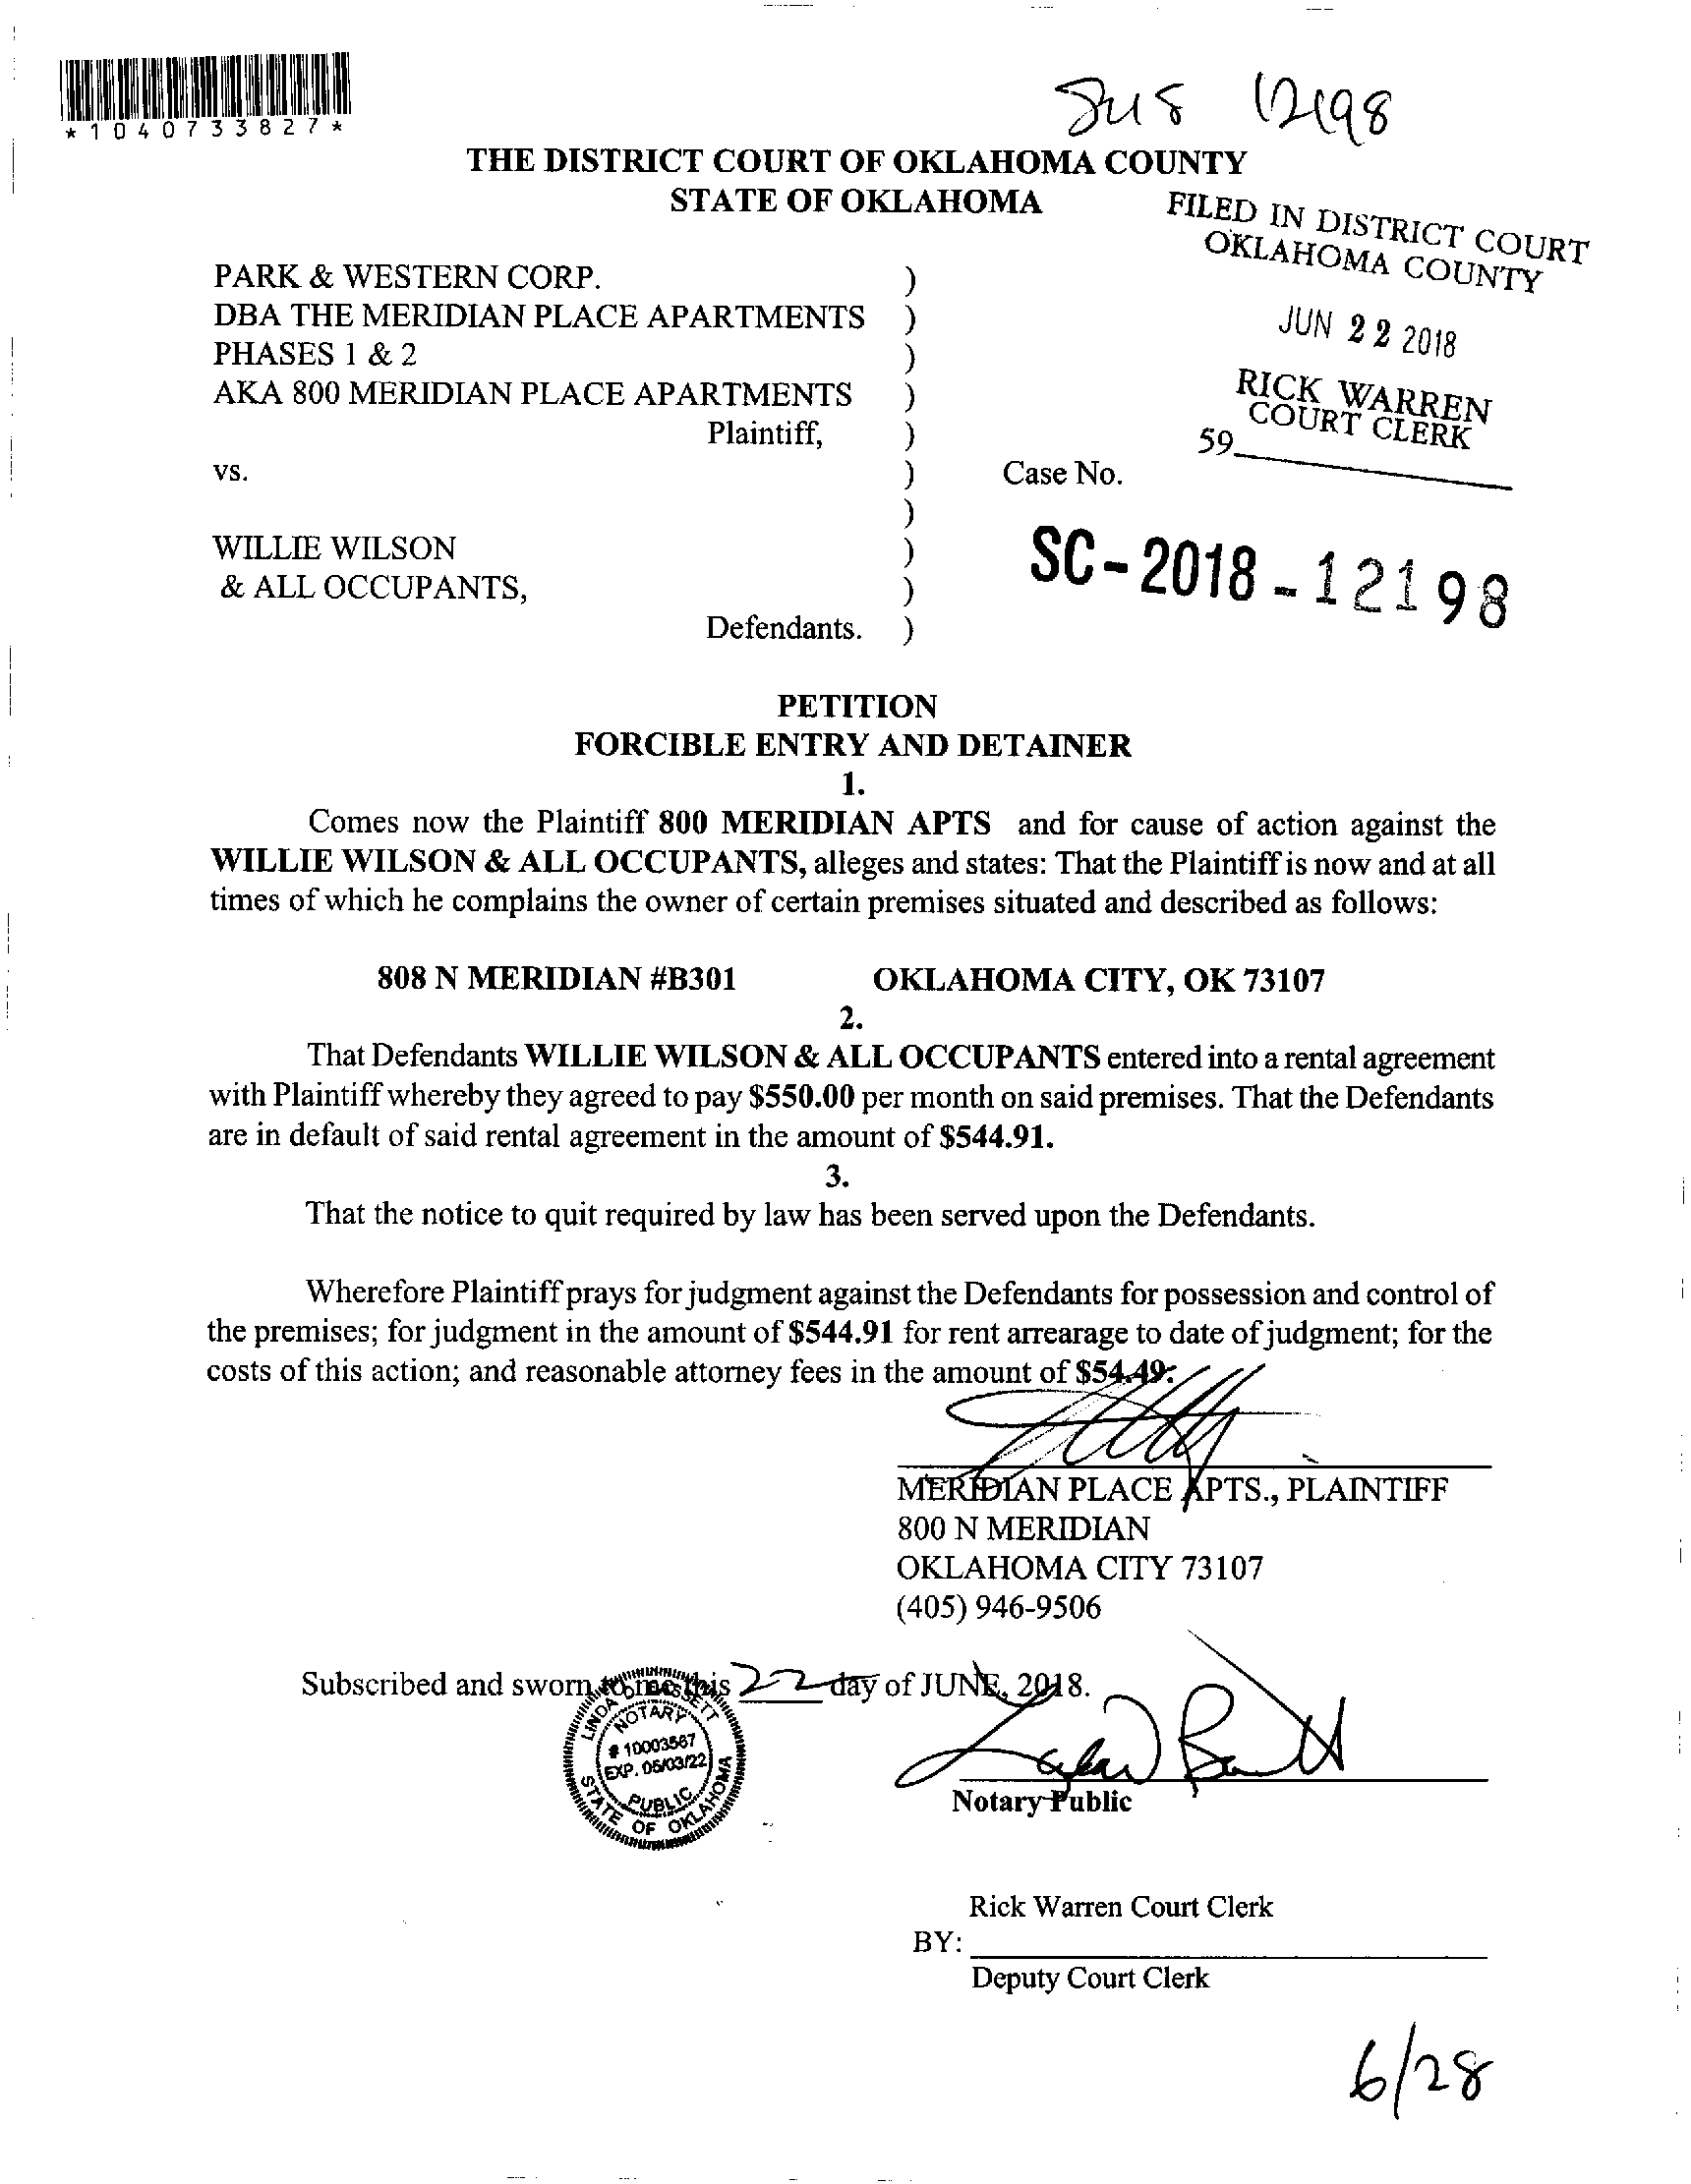 *1040733827*
12198
THE DISTRICT COURT OF OKLAHOMA COUNTY
STATE OF OKLAHOMA
FILED IN DISTRICT COURT
OKLAHOMA COUNTY
JUN 22 2018
RICK WARREN
COURT CLERK
59
PARK & WESTERN CORP. )
DBA THE MERIDIAN PLACE APARTMENTS )
PHASES 1 & 2 )
AKA 800 MERIDIAN PLACE APARTMENTS )
Plaintiff, )
vs. ) Case No.
)
WILLIE WILSON ) SC-2018-12198
& ALL OCCUPANTS, )
Defendants. )
PETITION
FORCIBLE ENTRY AND DETAINER
1.
Comes now the Plaintiff 800 MERIDIAN APTS and for cause of action against the
WILLIE WILSON & ALL OCCUPANTS, alleges and states: That the Plaintiff is now and at all
times of which he complains the owner of certain premises situated and described as follows:
808 N MERIDIAN #B301 OKLAHOMA CITY, OK 73107
2.
That Defendants WILLIE WILSON & ALL OCCUPANTS entered into a rental agreement
with Plaintiff whereby they agreed to pay $550.00 per month on said premises. That the Defendants
are in default of said rental agreement in the amount of $544.91.
3.
That the notice to quit required by law has been served upon the Defendants.
Wherefore Plaintiff prays for judgment against the Defendants for possession and control of
the premises; for judgment in the amount of $544.91 for rent arrearage to date of judgment; for the
costs of this action; and reasonable attorney fees in the amount of $54.49.
MERIDIAN PLACE APTS., PLAINTIFF
800 N MERIDIAN
OKLAHOMA CITY 73107
(405) 946-9506
Subscribed and sworn to me this 22 day of JUNE, 2018.
LINDA D BASSETT
NOTARY
# 10003567
EXP. 05/03/22
PUBLIC
STATE OF OKLAHOMA
Notary Public
Rick Warren Court Clerk
BY:
Deputy Court Clerk
6/28